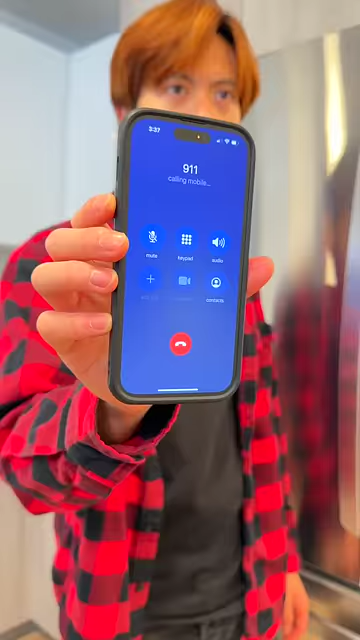 3:37
911
calling mobile...
mute
keypad
audio
contacts